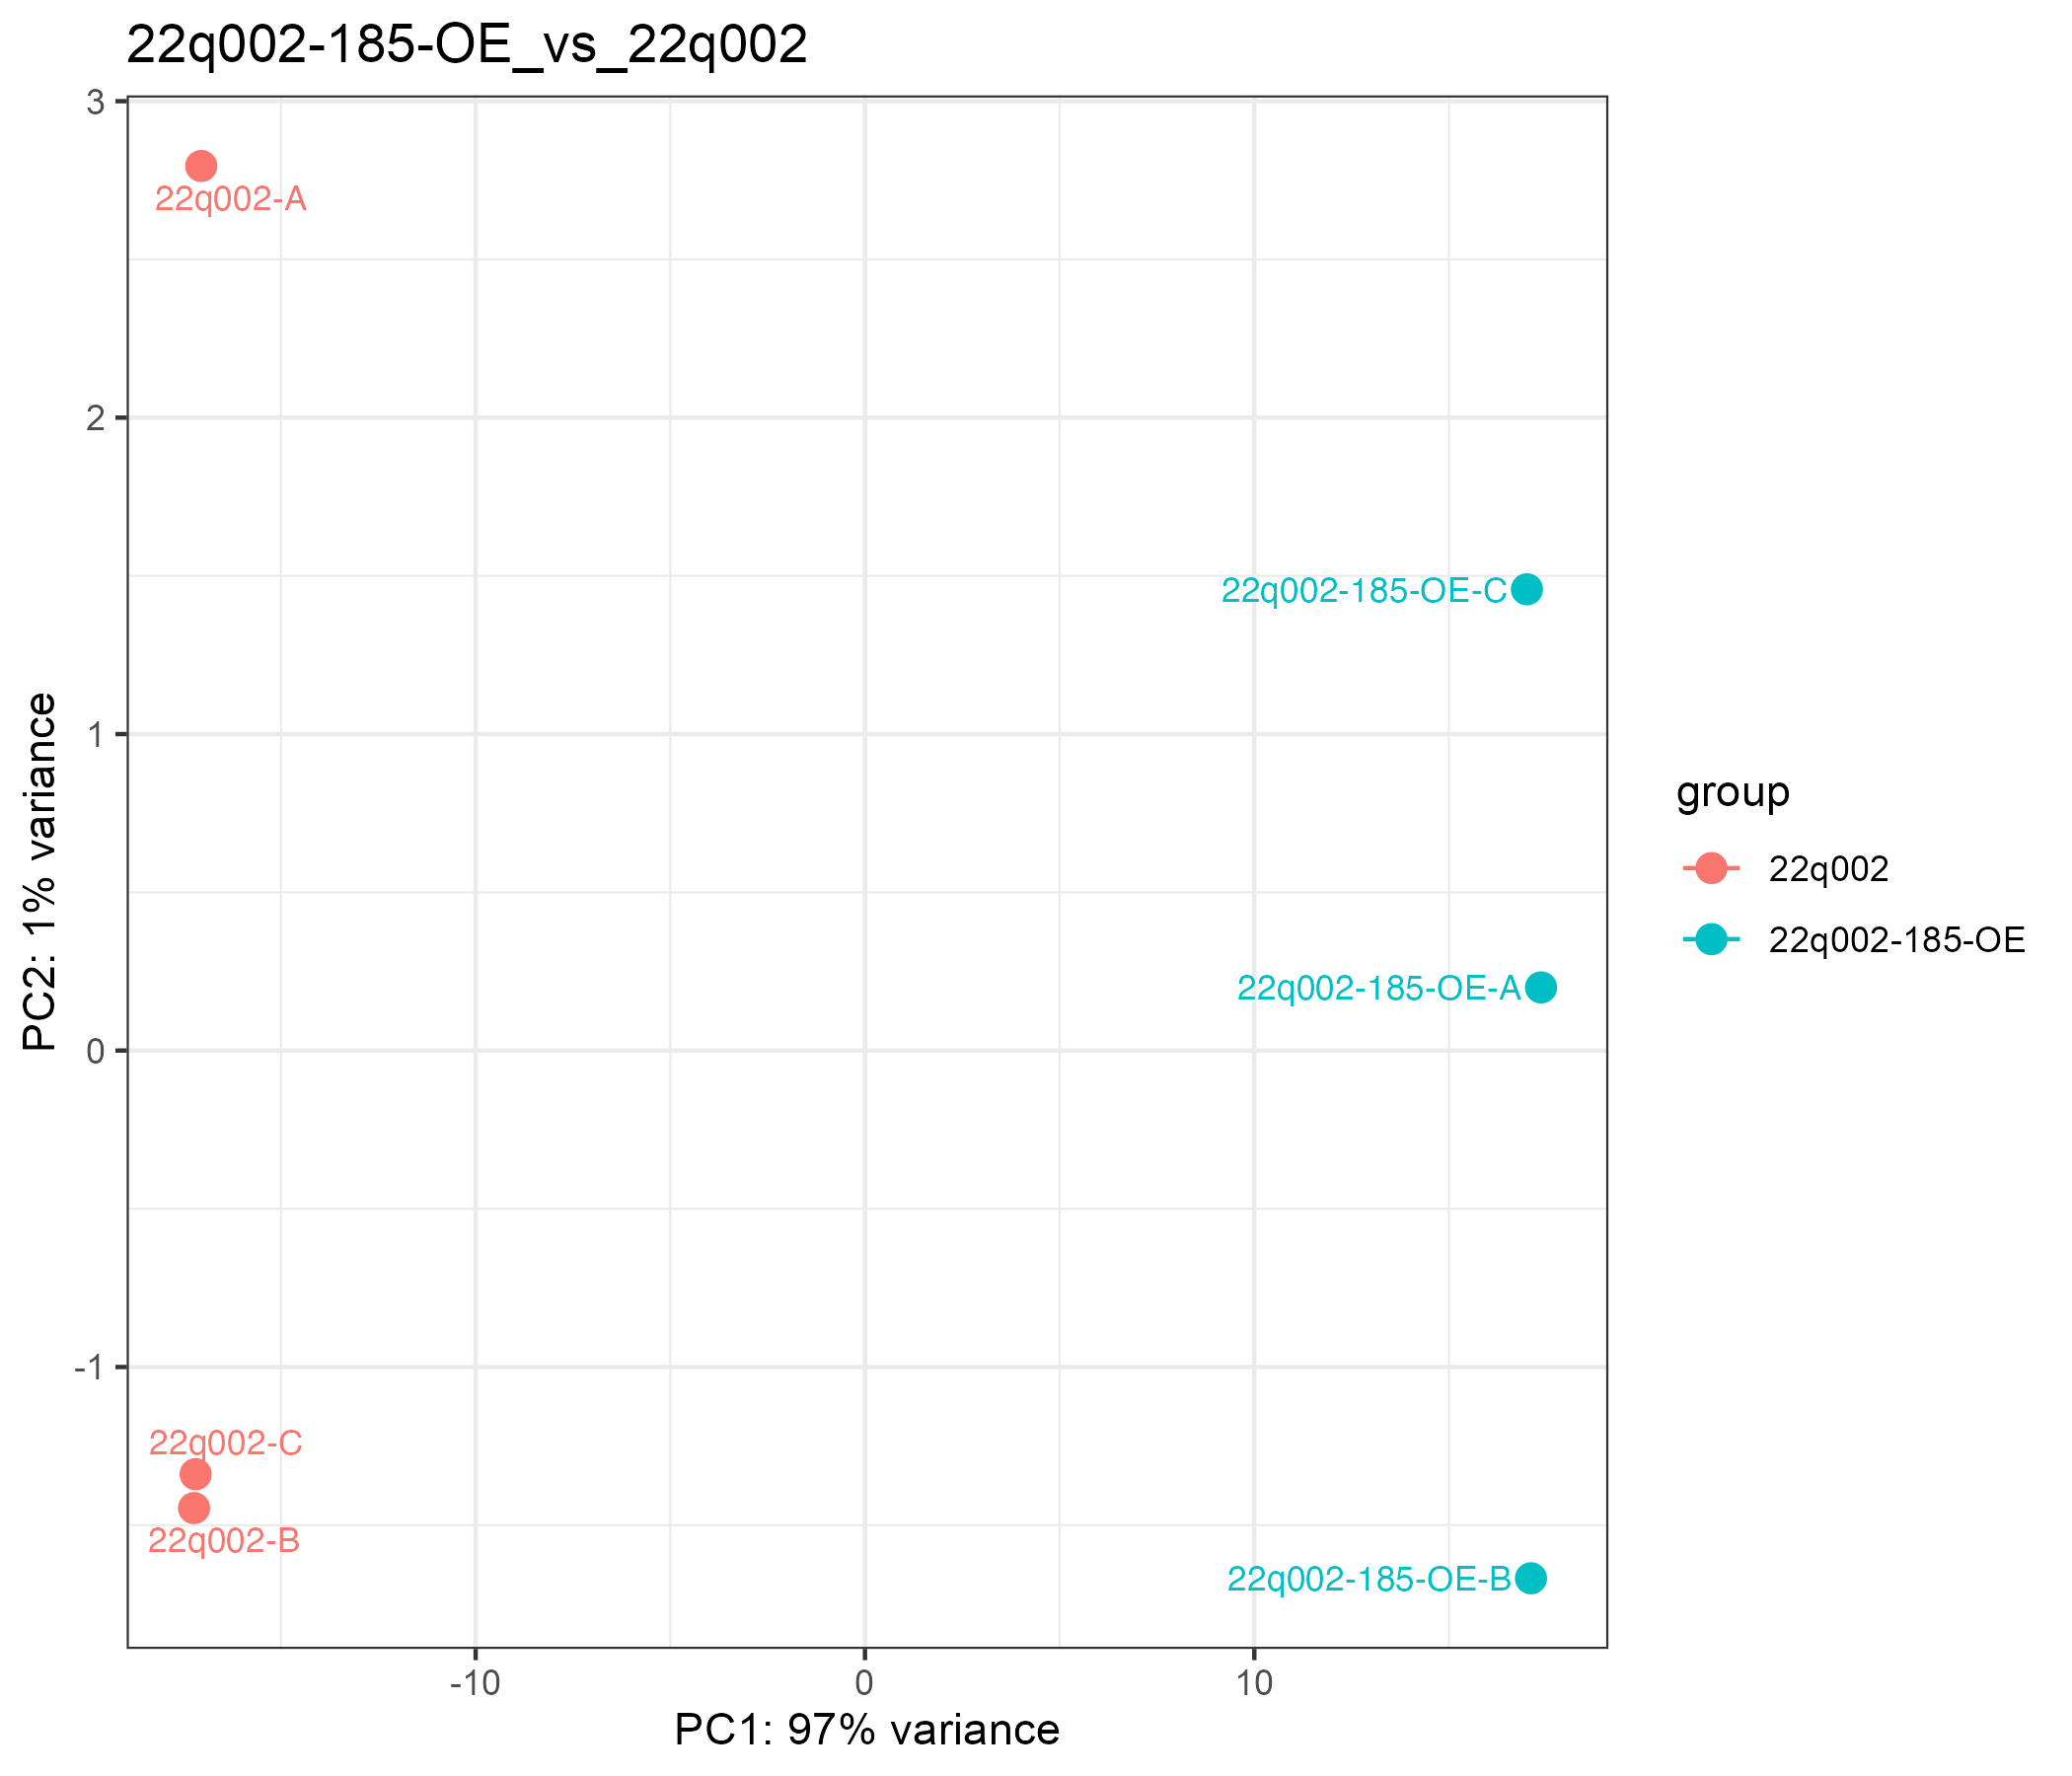 22q002-185-OE_vs_22q002
3
2
1
0
-1
PC2: 1% variance
22q002-A
22q002-185-OE-C
22q002-185-OE-A
22q002-C
22q002-B
22q002-185-OE-B
-10
0
10
PC1: 97% variance
group
22q002
22q002-185-OE